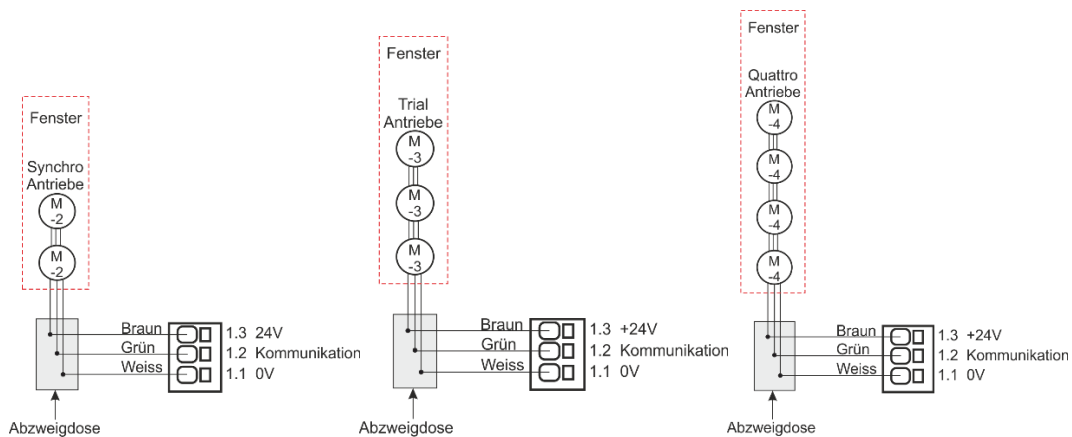 Fenster
Synchro
Antriebe
M
-2
M
-2
Braun
Grün
Weiss
1.3 24V
1.2 Kommunikation
1.1 0V
Abzweigdose
Fenster
Trial
Antriebe
M
-3
M
-3
M
-3
Braun
Grün
Weiss
1.3 +24V
1.2 Kommunikation
1.1 0V
Abzweigdose
Fenster
Quattro
Antriebe
M
-4
M
-4
M
-4
M
-4
Braun
Grün
Weiss
1.3 +24V
1.2 Kommunikation
1.1 0V
Abzweigdose